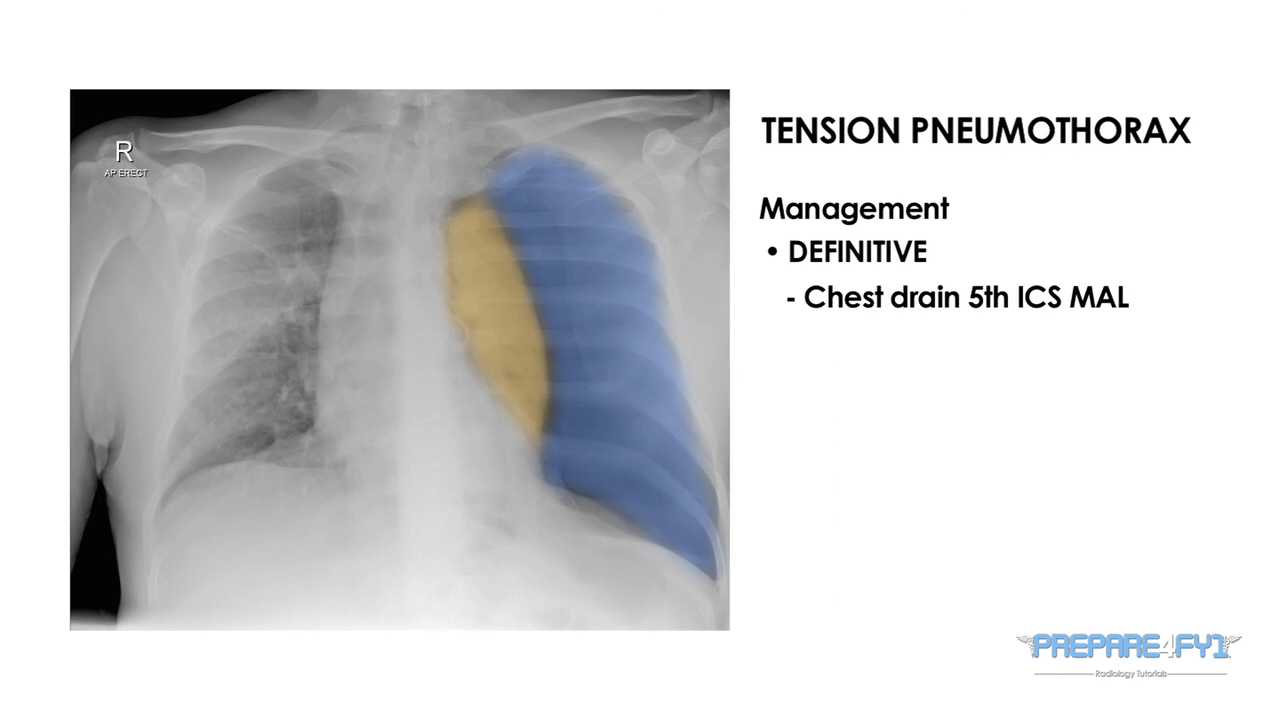 R
AP ERECT
TENSION PNEUMOTHORAX
Management
• DEFINITIVE
- Chest drain 5th ICS MAL
PREPARE4FY1
Radiology Tutorials